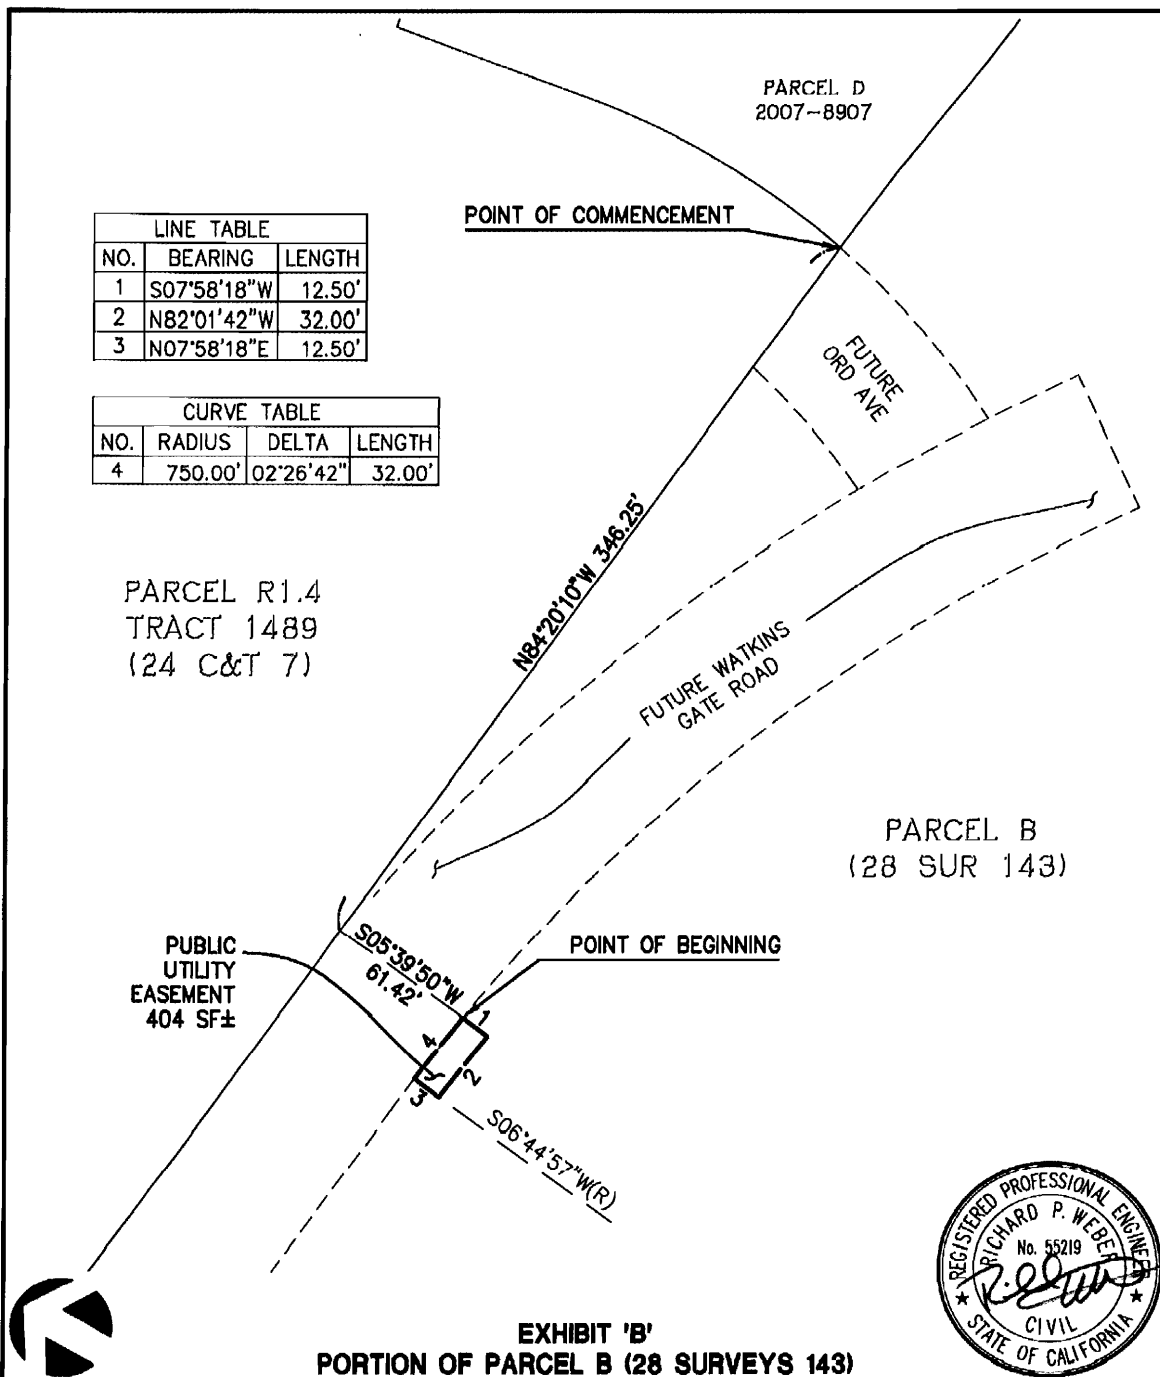 PARCEL D
2007-8907
POINT OF COMMENCEMENT
LINE TABLE
NO. BEARING LENGTH
1 S07°58'18"W 12.50'
2 N82°01'42"W 32.00'
3 N07°58'18"E 12.50'
CURVE TABLE
NO. RADIUS DELTA LENGTH
4 750.00' 02°26'42" 32.00'
FUTURE
ORD AVE
N84°20'10"W 346.25'
PARCEL R1.4
TRACT 1489
(24 C&T 7)
FUTURE WATKINS
GATE ROAD
PARCEL B
(28 SUR 143)
PUBLIC
UTILITY
EASEMENT
404 SF±
S05°39'50"W
61.42'
POINT OF BEGINNING
1
4
2
3
S06°44'57"W(R)
REGISTERED PROFESSIONAL ENGINEER
RICHARD P. WEBER
No. 55219
CIVIL
STATE OF CALIFORNIA
EXHIBIT 'B'
PORTION OF PARCEL B (28 SURVEYS 143)